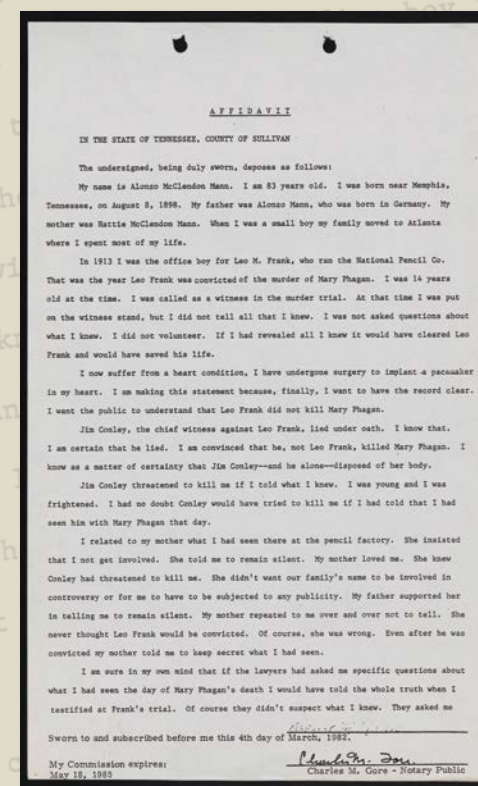 AFFIDAVIT
IN THE STATE OF TENNESSEE, COUNTY OF SULLIVAN
The undersigned, being duly sworn, deposes as follows:
My name is Alonzo McClendon Mann. I am 83 years old. I was born near Memphis,
Tennessee, on August 8, 1898. My father was Alonzo Mann, who was born in Germany. My
mother was Hattie McClendon Mann. When I was a small boy my family moved to Atlanta
where I spent most of my life.
In 1913 I was the office boy for Leo M. Frank, who ran the National Pencil Co.
That was the year Leo Frank was convicted of the murder of Mary Phagan. I was 14 years
old at the time. I was called as a witness in the murder trial. At that time I was put
on the witness stand, but I did not tell all that I knew. I was not asked questions about
what I knew. I did not volunteer. If I had revealed all I knew it would have cleared Leo
Frank and would have saved his life.
I now suffer from a heart condition, I have undergone surgery to implant a pacemaker
in my heart. I am making this statement because, finally, I want to have the record clear.
I want the public to understand that Leo Frank did not kill Mary Phagan.
Jim Conley, the chief witness against Leo Frank, lied under oath. I know that.
I am certain that he lied. I am convinced that he, not Leo Frank, killed Mary Phagan. I
know as a matter of certainty that Jim Conley--and he alone--disposed of her body.
Jim Conley threatened to kill me if I told what I knew. I was young and I was
frightened. I had no doubt Conley would have tried to kill me if I had told that I had
seen him with Mary Phagan that day.
I related to my mother what I had seen there at the pencil factory. She insisted
that I not get involved. She told me to remain silent. My mother loved me. She knew
Conley had threatened to kill me. She didn't want our family's name to be involved in
controversy or for me to have to be subjected to any publicity. My father supported her
in telling me to remain silent. My mother repeated to me over and over not to tell. She
never thought Leo Frank would be convicted. Of course, she was wrong. Even after he was
convicted my mother told me to keep secret what I had seen.
I am sure in my own mind that if the lawyers had asked me specific questions about
what I had seen the day of Mary Phagan's death I would have told the whole truth when I
testified at Frank's trial. Of course they didn't suspect what I knew. They asked me
Sworn to and subscribed before me this 4th day of March, 1982.
My Commission expires:
May 18, 1985
Charles M. Gore
Charles M. Gore - Notary Public